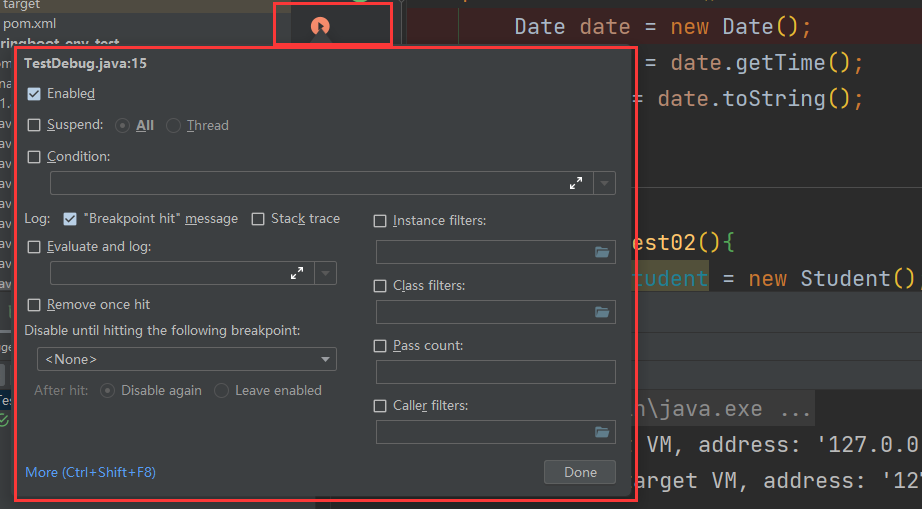 target
pom.xml
Date date = new Date();
= date.getTime();
= date.toString();
TestDebug.java:15
Enabled
Suspend: All Thread
Condition:
Log: "Breakpoint hit" message Stack trace
Instance filters:
Evaluate and log:
Class filters:
Remove once hit
Disable until hitting the following breakpoint:
Pass count:
<None>
After hit: Disable again Leave enabled
Caller filters:
More (Ctrl+Shift+F8)
Done
est02(){
tudent = new Student()
n\java.exe ...
VM, address: '127.0.0
arget VM, address: '12